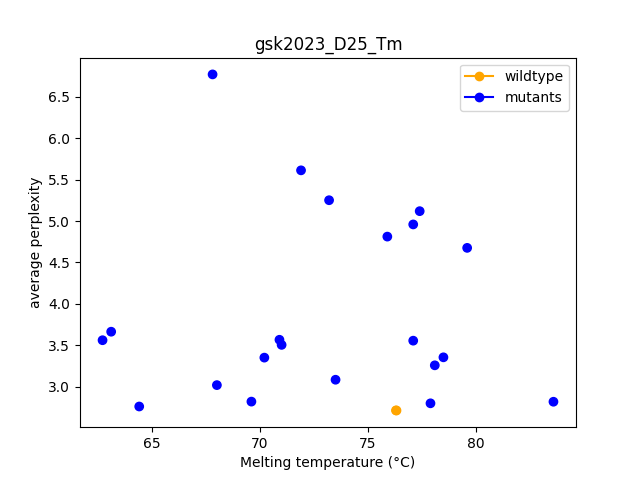 gsk2023_D25_Tm
wildtype
mutants
average perplexity
6.5
6.0
5.5
5.0
4.5
4.0
3.5
3.0
65
70
75
80
Melting temperature (°C)